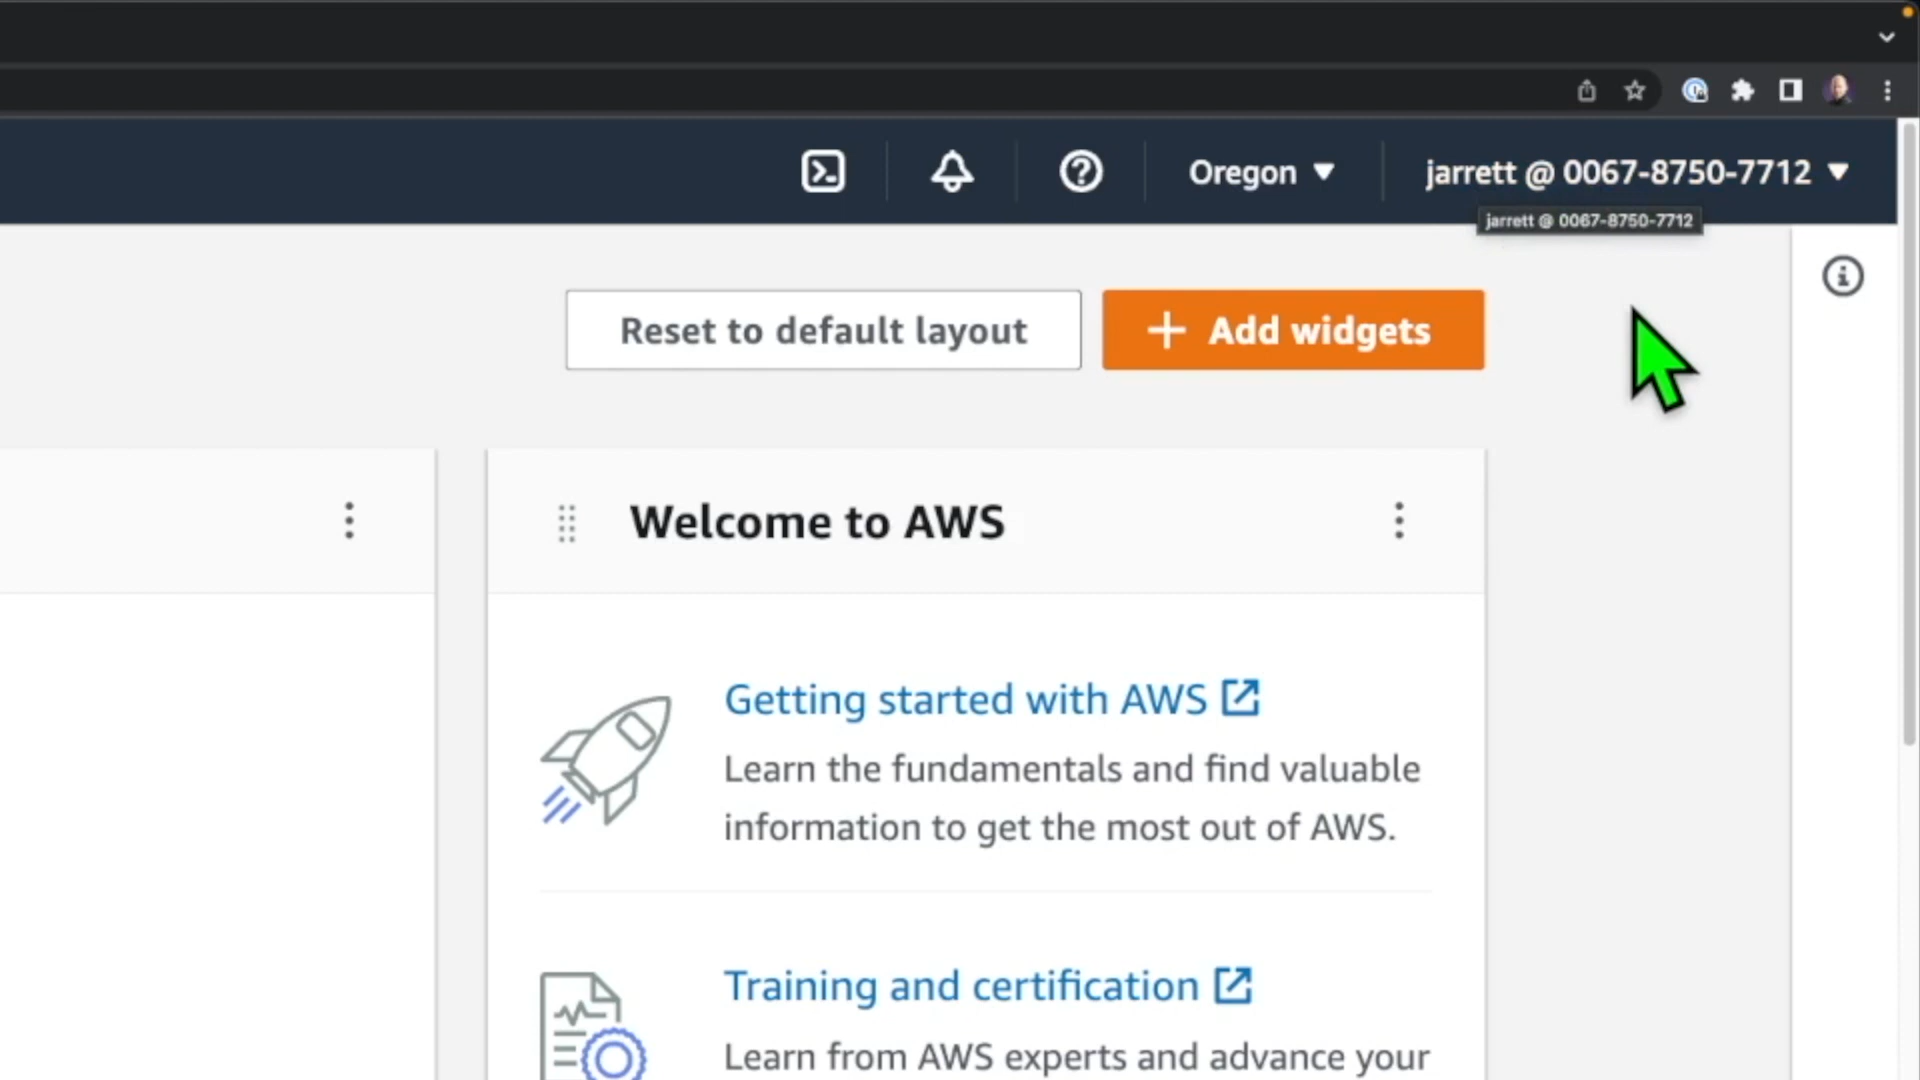 Oregon
jarrett @ 0067-8750-7712
jarrett @ 0067-8750-7712
Reset to default layout
Add widgets
Welcome to AWS
Getting started with AWS
Learn the fundamentals and find valuable
information to get the most out of AWS.
Training and certification
Learn from AWS experts and advance your